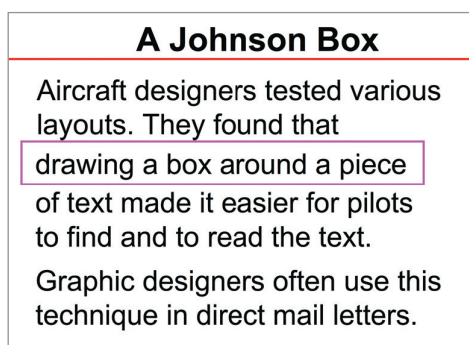 A Johnson Box
Aircraft designers tested various
layouts. They found that
drawing a box around a piece
of text made it easier for pilots
to find and to read the text.
Graphic designers often use this
technique in direct mail letters.